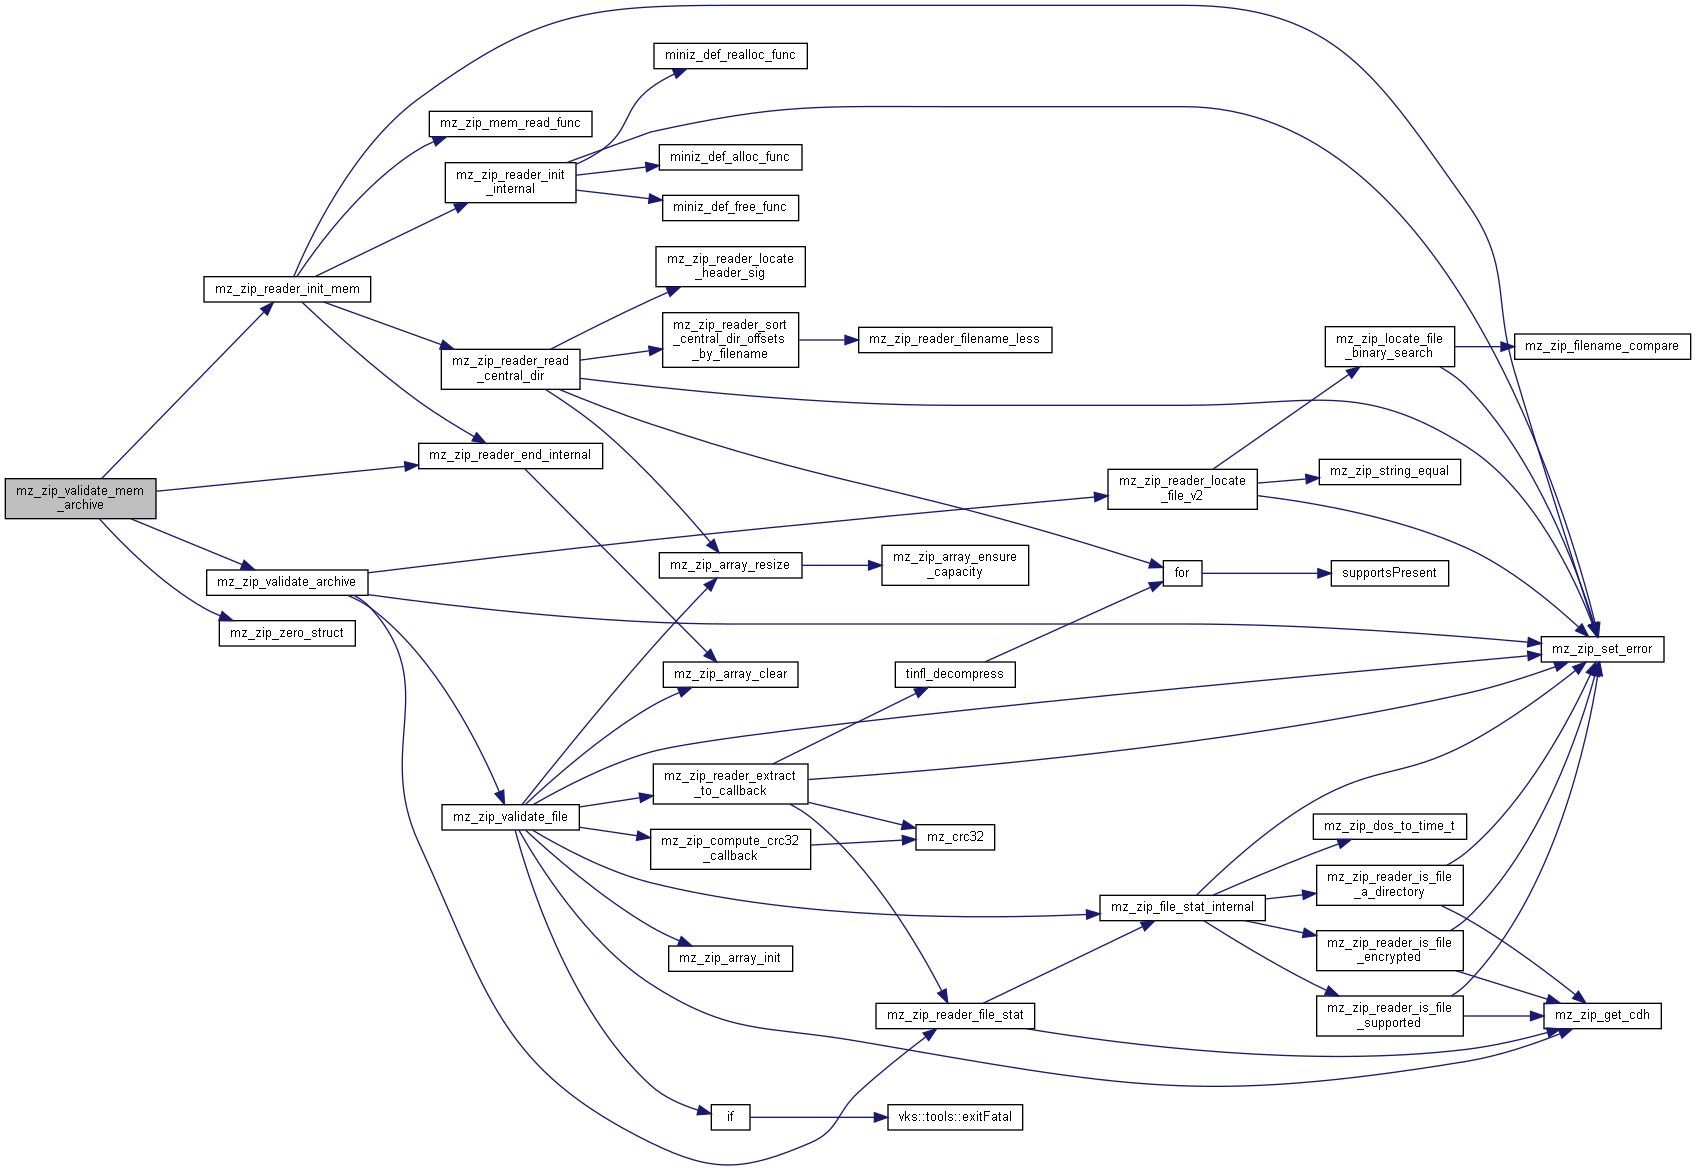 miniz_def_realloc_func
mz_zip_mem_read_func
miniz_def_alloc_func
mz_zip_reader_init
_internal
miniz_def_free_func
mz_zip_reader_locate
_header_sig
mz_zip_reader_init_mem
mz_zip_reader_sort
_central_dir_offsets
_by_filename
mz_zip_reader_filename_less
mz_zip_locate_file
_binary_search
mz_zip_filename_compare
mz_zip_reader_read
_central_dir
mz_zip_reader_end_internal
mz_zip_string_equal
mz_zip_reader_locate
_file_v2
mz_zip_validate_mem
_archive
mz_zip_array_resize
mz_zip_array_ensure
_capacity
for
supportsPresent
mz_zip_validate_archive
mz_zip_zero_struct
mz_zip_set_error
mz_zip_array_clear
tinfl_decompress
mz_zip_reader_extract
_to_callback
mz_zip_validate_file
mz_zip_dos_to_time_t
mz_crc32
mz_zip_compute_crc32
_callback
mz_zip_reader_is_file
_a_directory
mz_zip_file_stat_internal
mz_zip_reader_is_file
_encrypted
mz_zip_array_init
mz_zip_reader_file_stat
mz_zip_reader_is_file
_supported
mz_zip_get_cdh
if
vks::tools::exitFatal